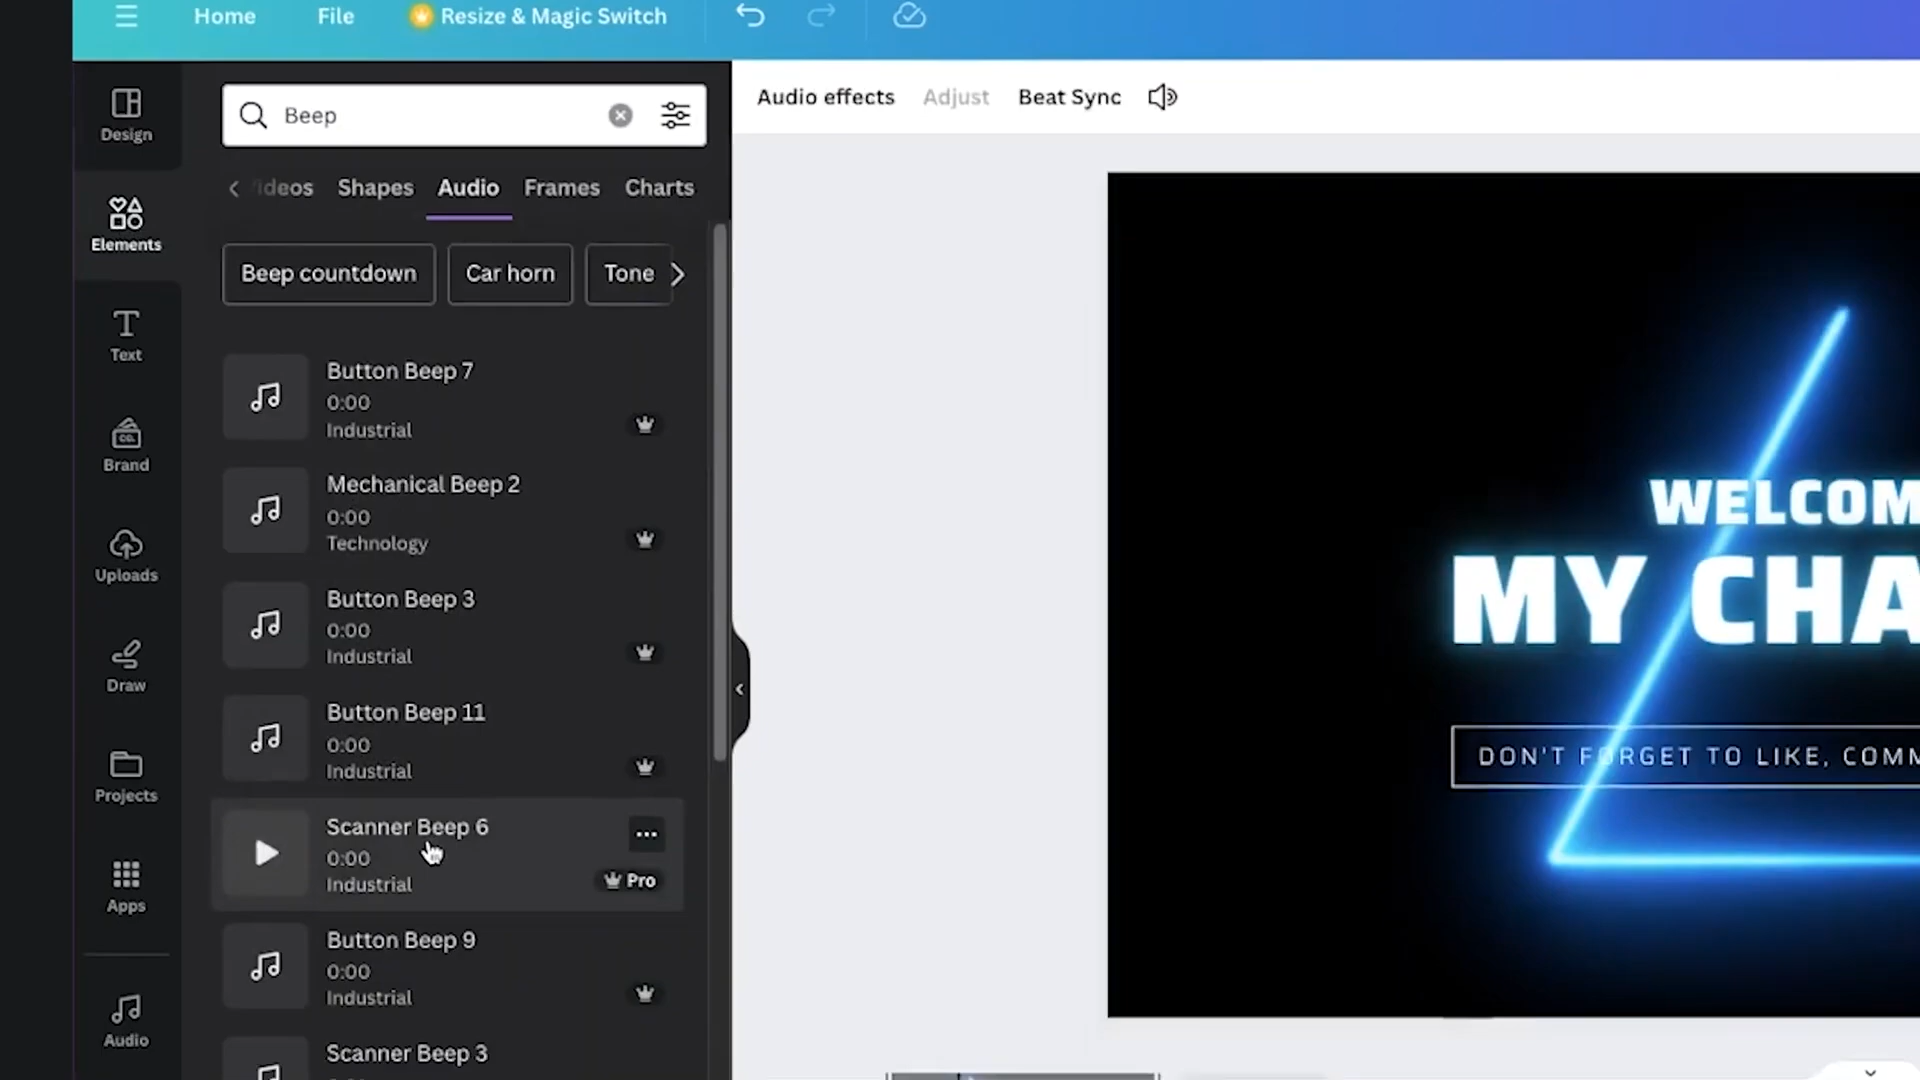 Home
File
Resize & Magic Switch
Design
Elements
Text
Brand
CO.
Uploads
Draw
Projects
Apps
Audio
Beep
Shapes
Audio
Frames
Charts
Beep countdown
Car horn
Tone
Button Beep 7
0:00
Industrial
Mechanical Beep 2
0:00
Technology
Button Beep 3
0:00
Industrial
Button Beep 11
0:00
Industrial
Scanner Beep 6
0:00
Industrial
Pro
Button Beep 9
0:00
Industrial
Scanner Beep 3
Audio effects
Adjust
Beat Sync
WELCOM
MY CHA
DON'T FORGET TO LIKE, COMM